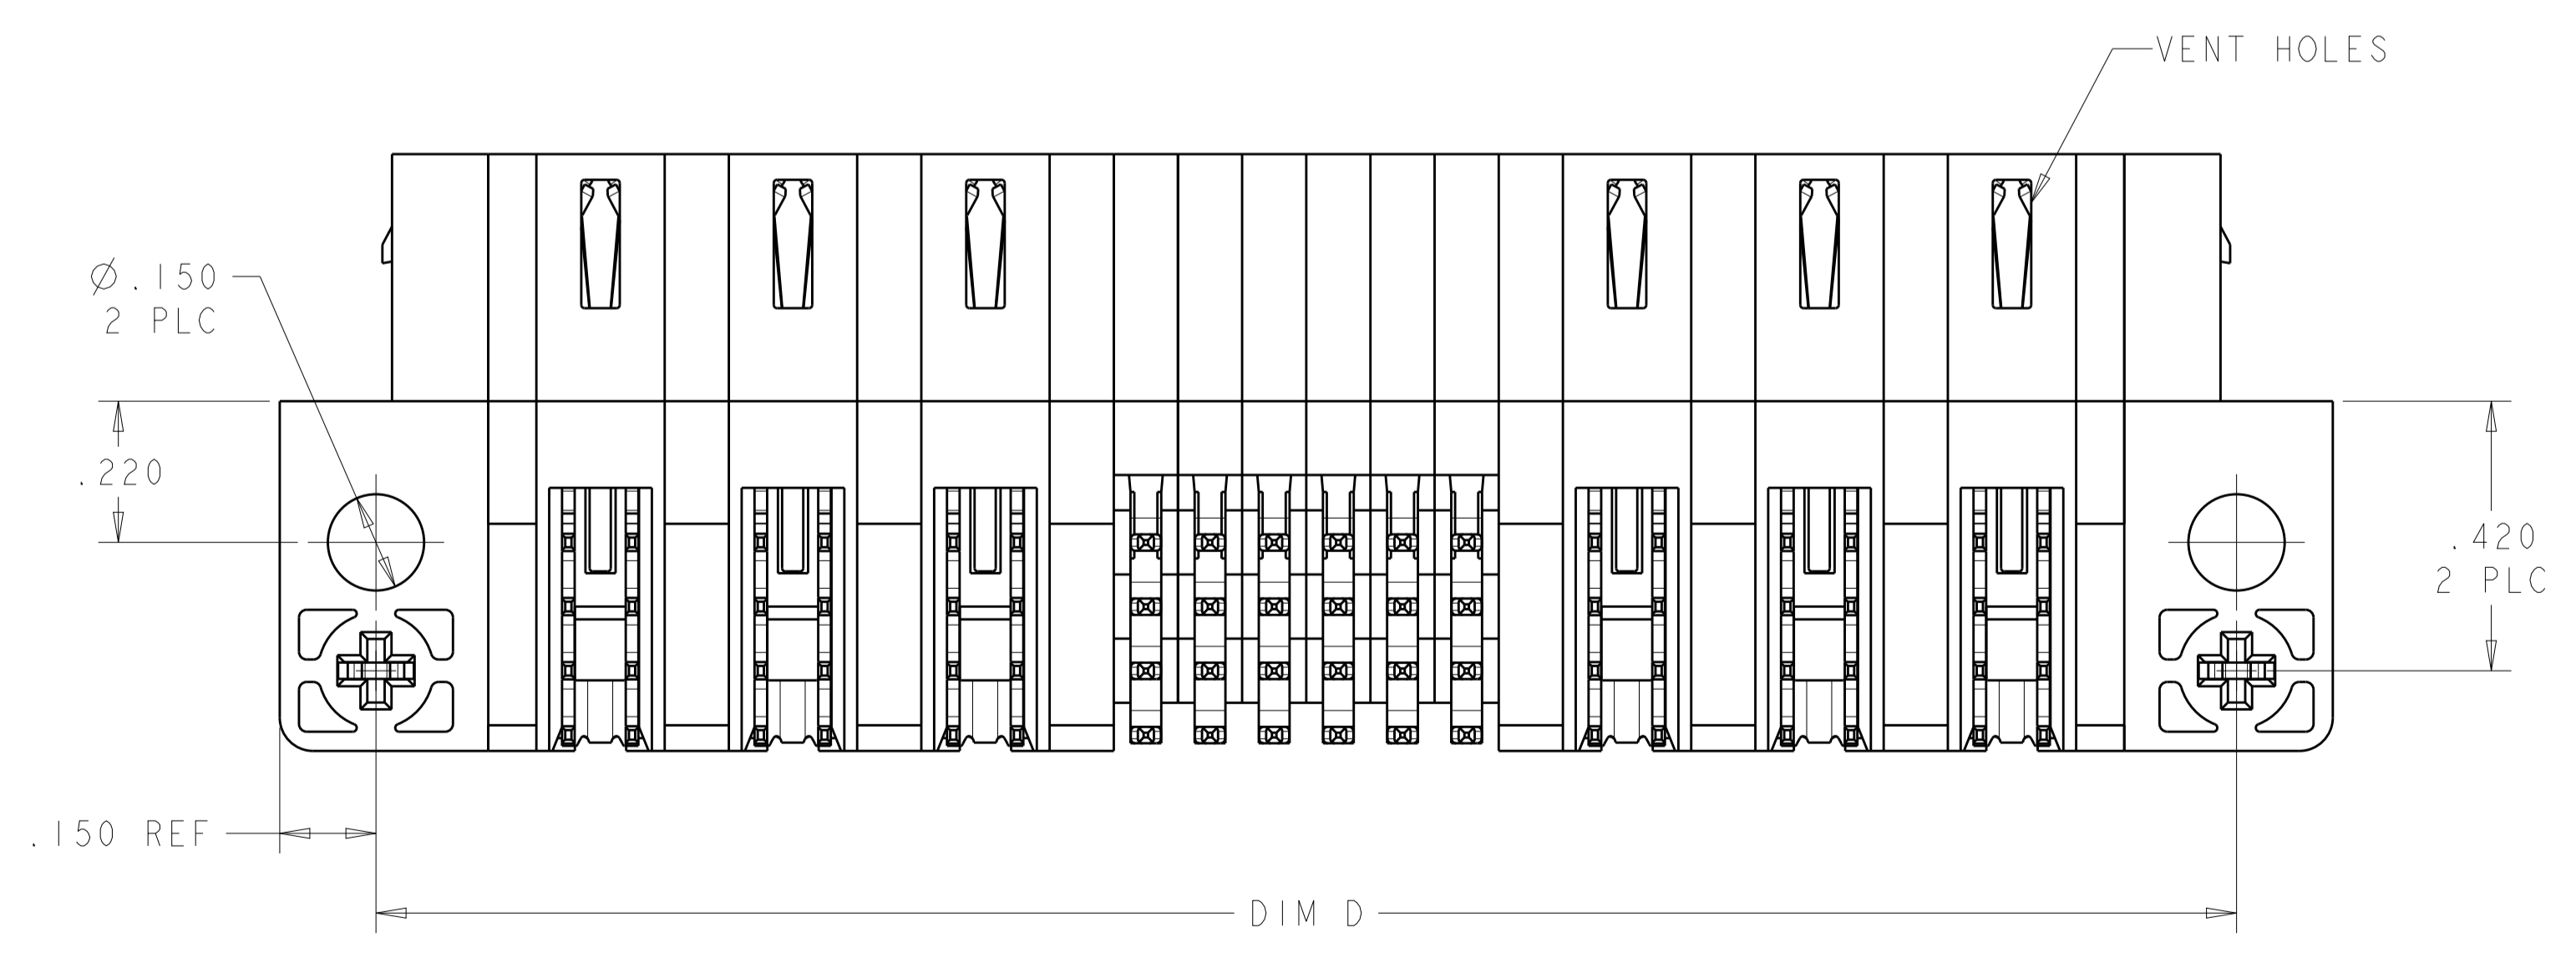 VENT HOLES
Ø.150
2 PLC
.220
.420
2 PLC
.150 REF
DIM D